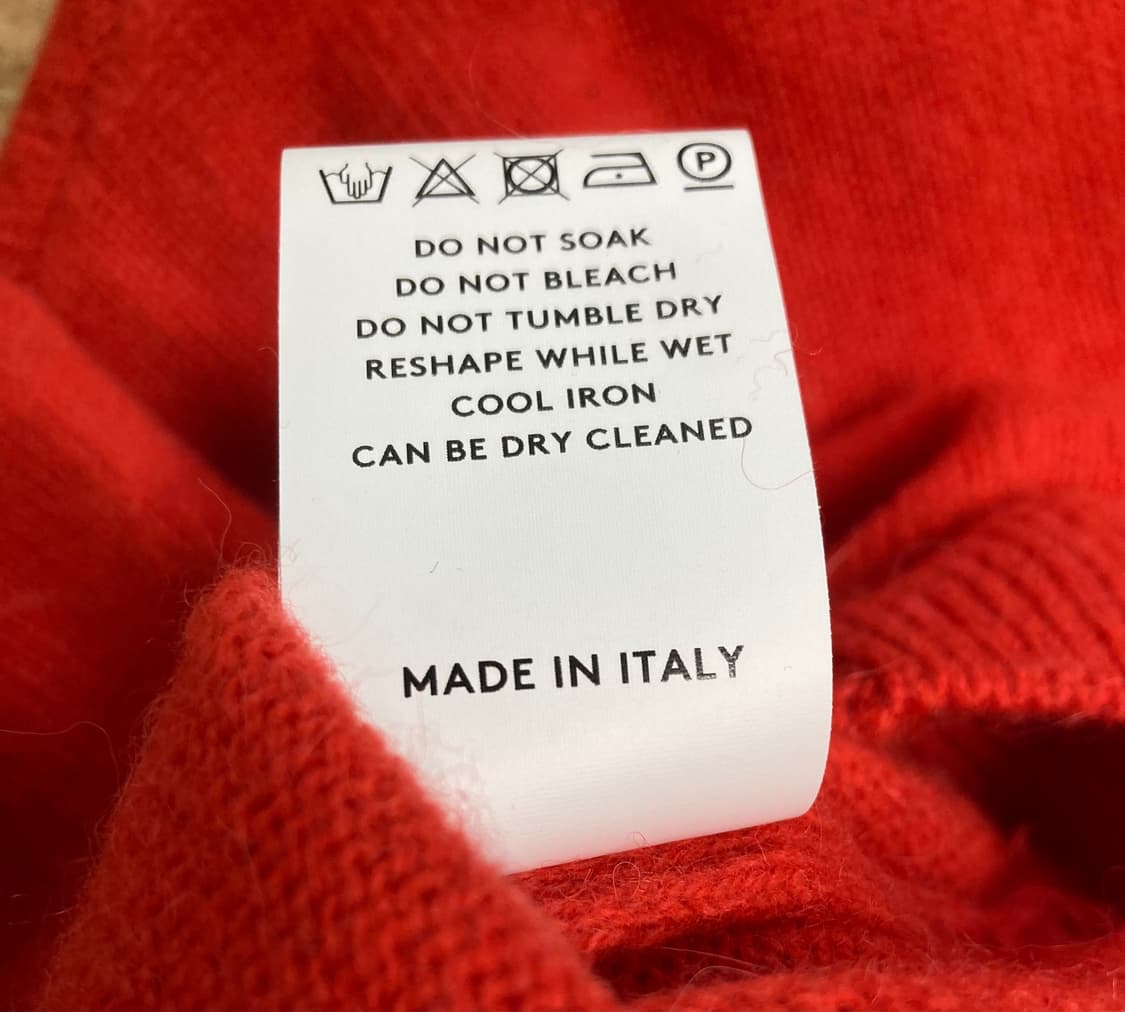 P
DO NOT SOAK
DO NOT BLEACH
DO NOT TUMBLE DRY
RESHAPE WHILE WET
COOL IRON
CAN BE DRY CLEANED
MADE IN ITALY